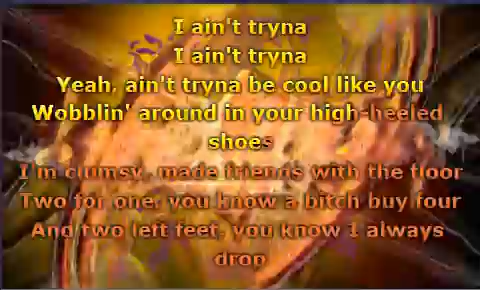 I ain't tryna
I ain't tryna
Yeah, ain't tryna be cool like you
Wobblin' around in your high-heeled
shoes
I'm clumsy, made friends with the floor
Two for one, you know a bitch buy four
And two left feet, you know I always
drop